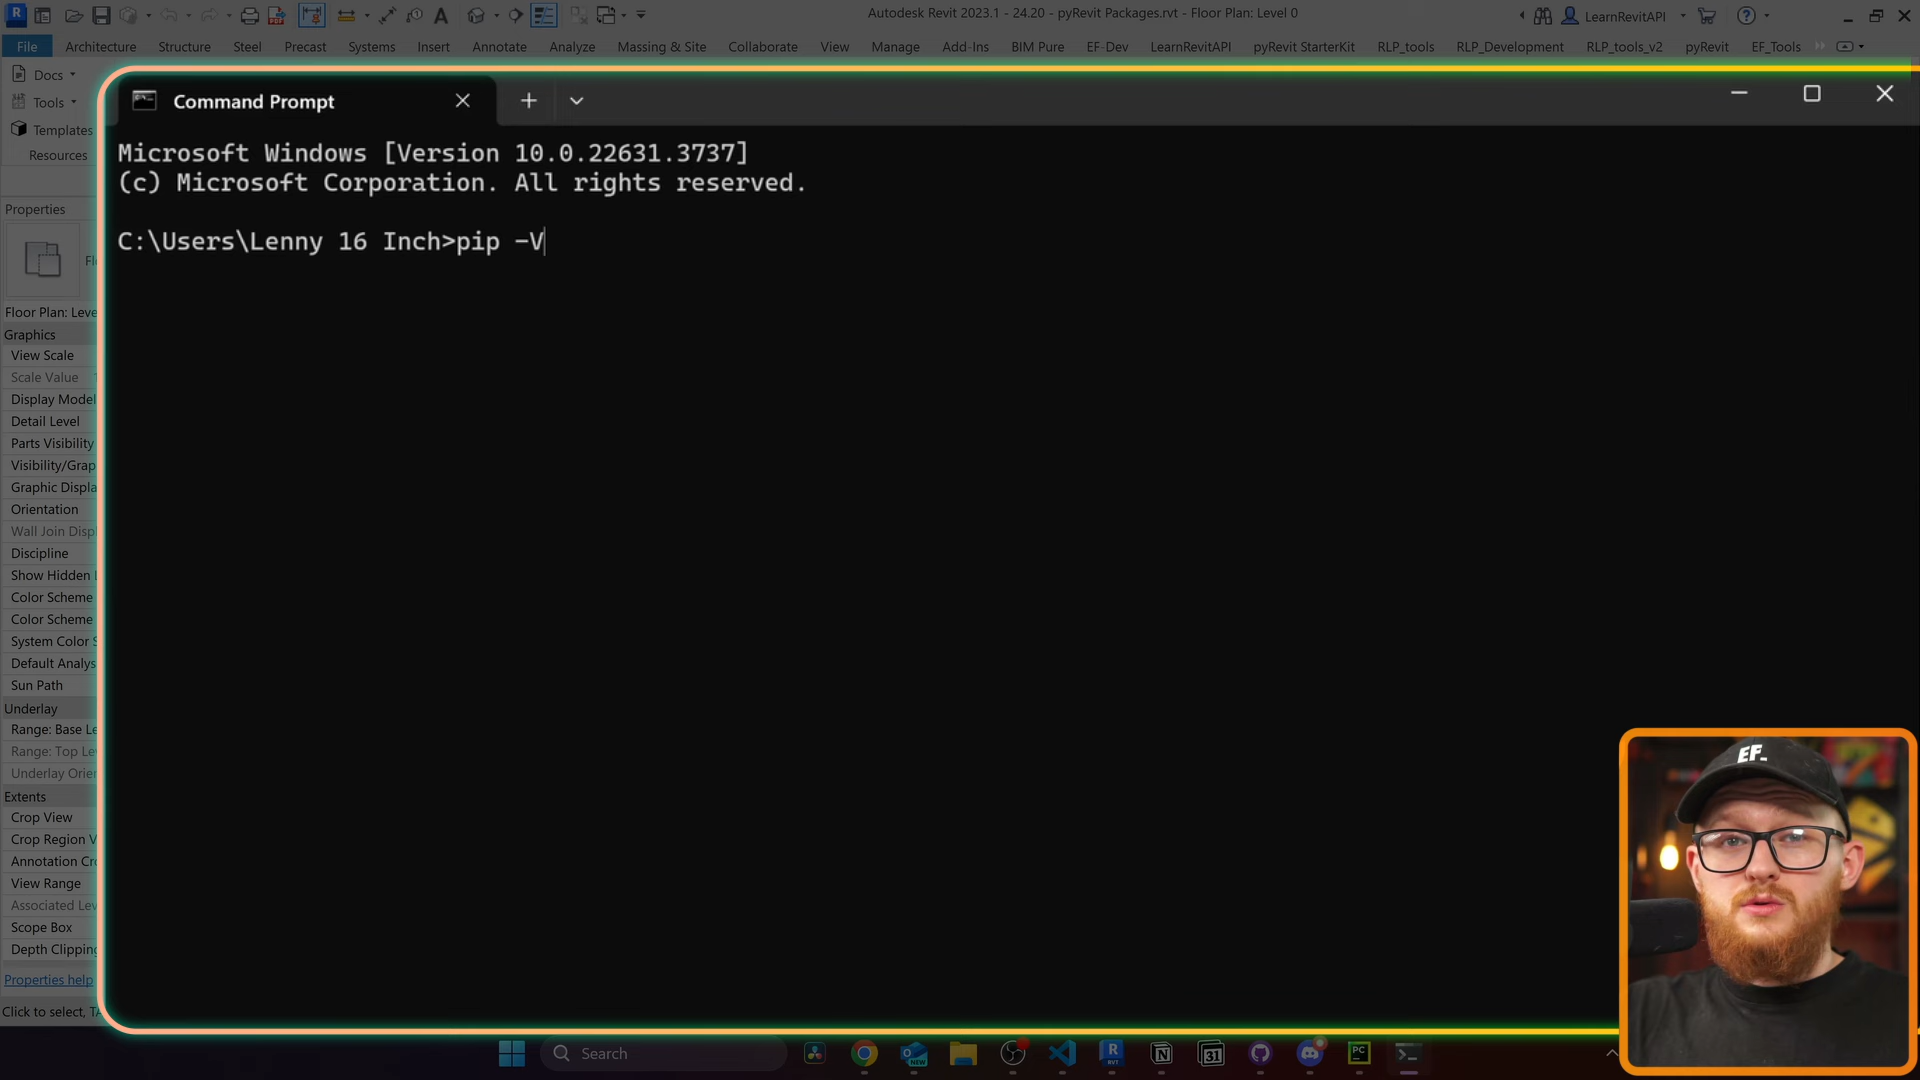 Autodesk Revit 2023.1 - 24.20 - pyRevit Packages.rvt - Floor Plan: Level 0
LearnRevitAPI
File Architecture Structure Steel Precast Systems Insert Annotate Analyze Massing & Site Collaborate View Manage Add-Ins BIM Pure EF-Dev LearnRevitAPI pyRevit StarterKit RLP_tools RLP_Development RLP_tools_v2 pyRevit EF_Tools
Docs
Tools
Templates
Resources
Command Prompt
Microsoft Windows [Version 10.0.22631.3737]
(c) Microsoft Corporation. All rights reserved.
C:\Users\Lenny 16 Inch>pip -V
Properties
Floor Plan: Leve
Graphics
View Scale
Scale Value
Display Model
Detail Level
Parts Visibility
Visibility/Grap
Graphic Displa
Orientation
Wall Join Disp
Discipline
Show Hidden
Color Scheme
Color Scheme
System Color S
Default Analys
Sun Path
Underlay
Range: Base Le
Range: Top Le
Underlay Orie
Extents
Crop View
Crop Region V
Annotation Cr
View Range
Associated Lev
Scope Box
Depth Clipping
Properties help
Click to select, TA
EF_
Search
31